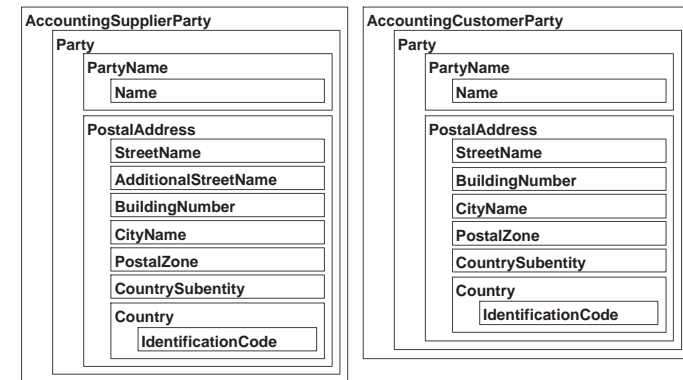 AccountingSupplierParty
Party
PartyName
Name
PostalAddress
StreetName
AdditionalStreetName
BuildingNumber
CityName
PostalZone
CountrySubentity
Country
IdentificationCode
AccountingCustomerParty
Party
PartyName
Name
PostalAddress
StreetName
BuildingNumber
CityName
PostalZone
CountrySubentity
Country
IdentificationCode